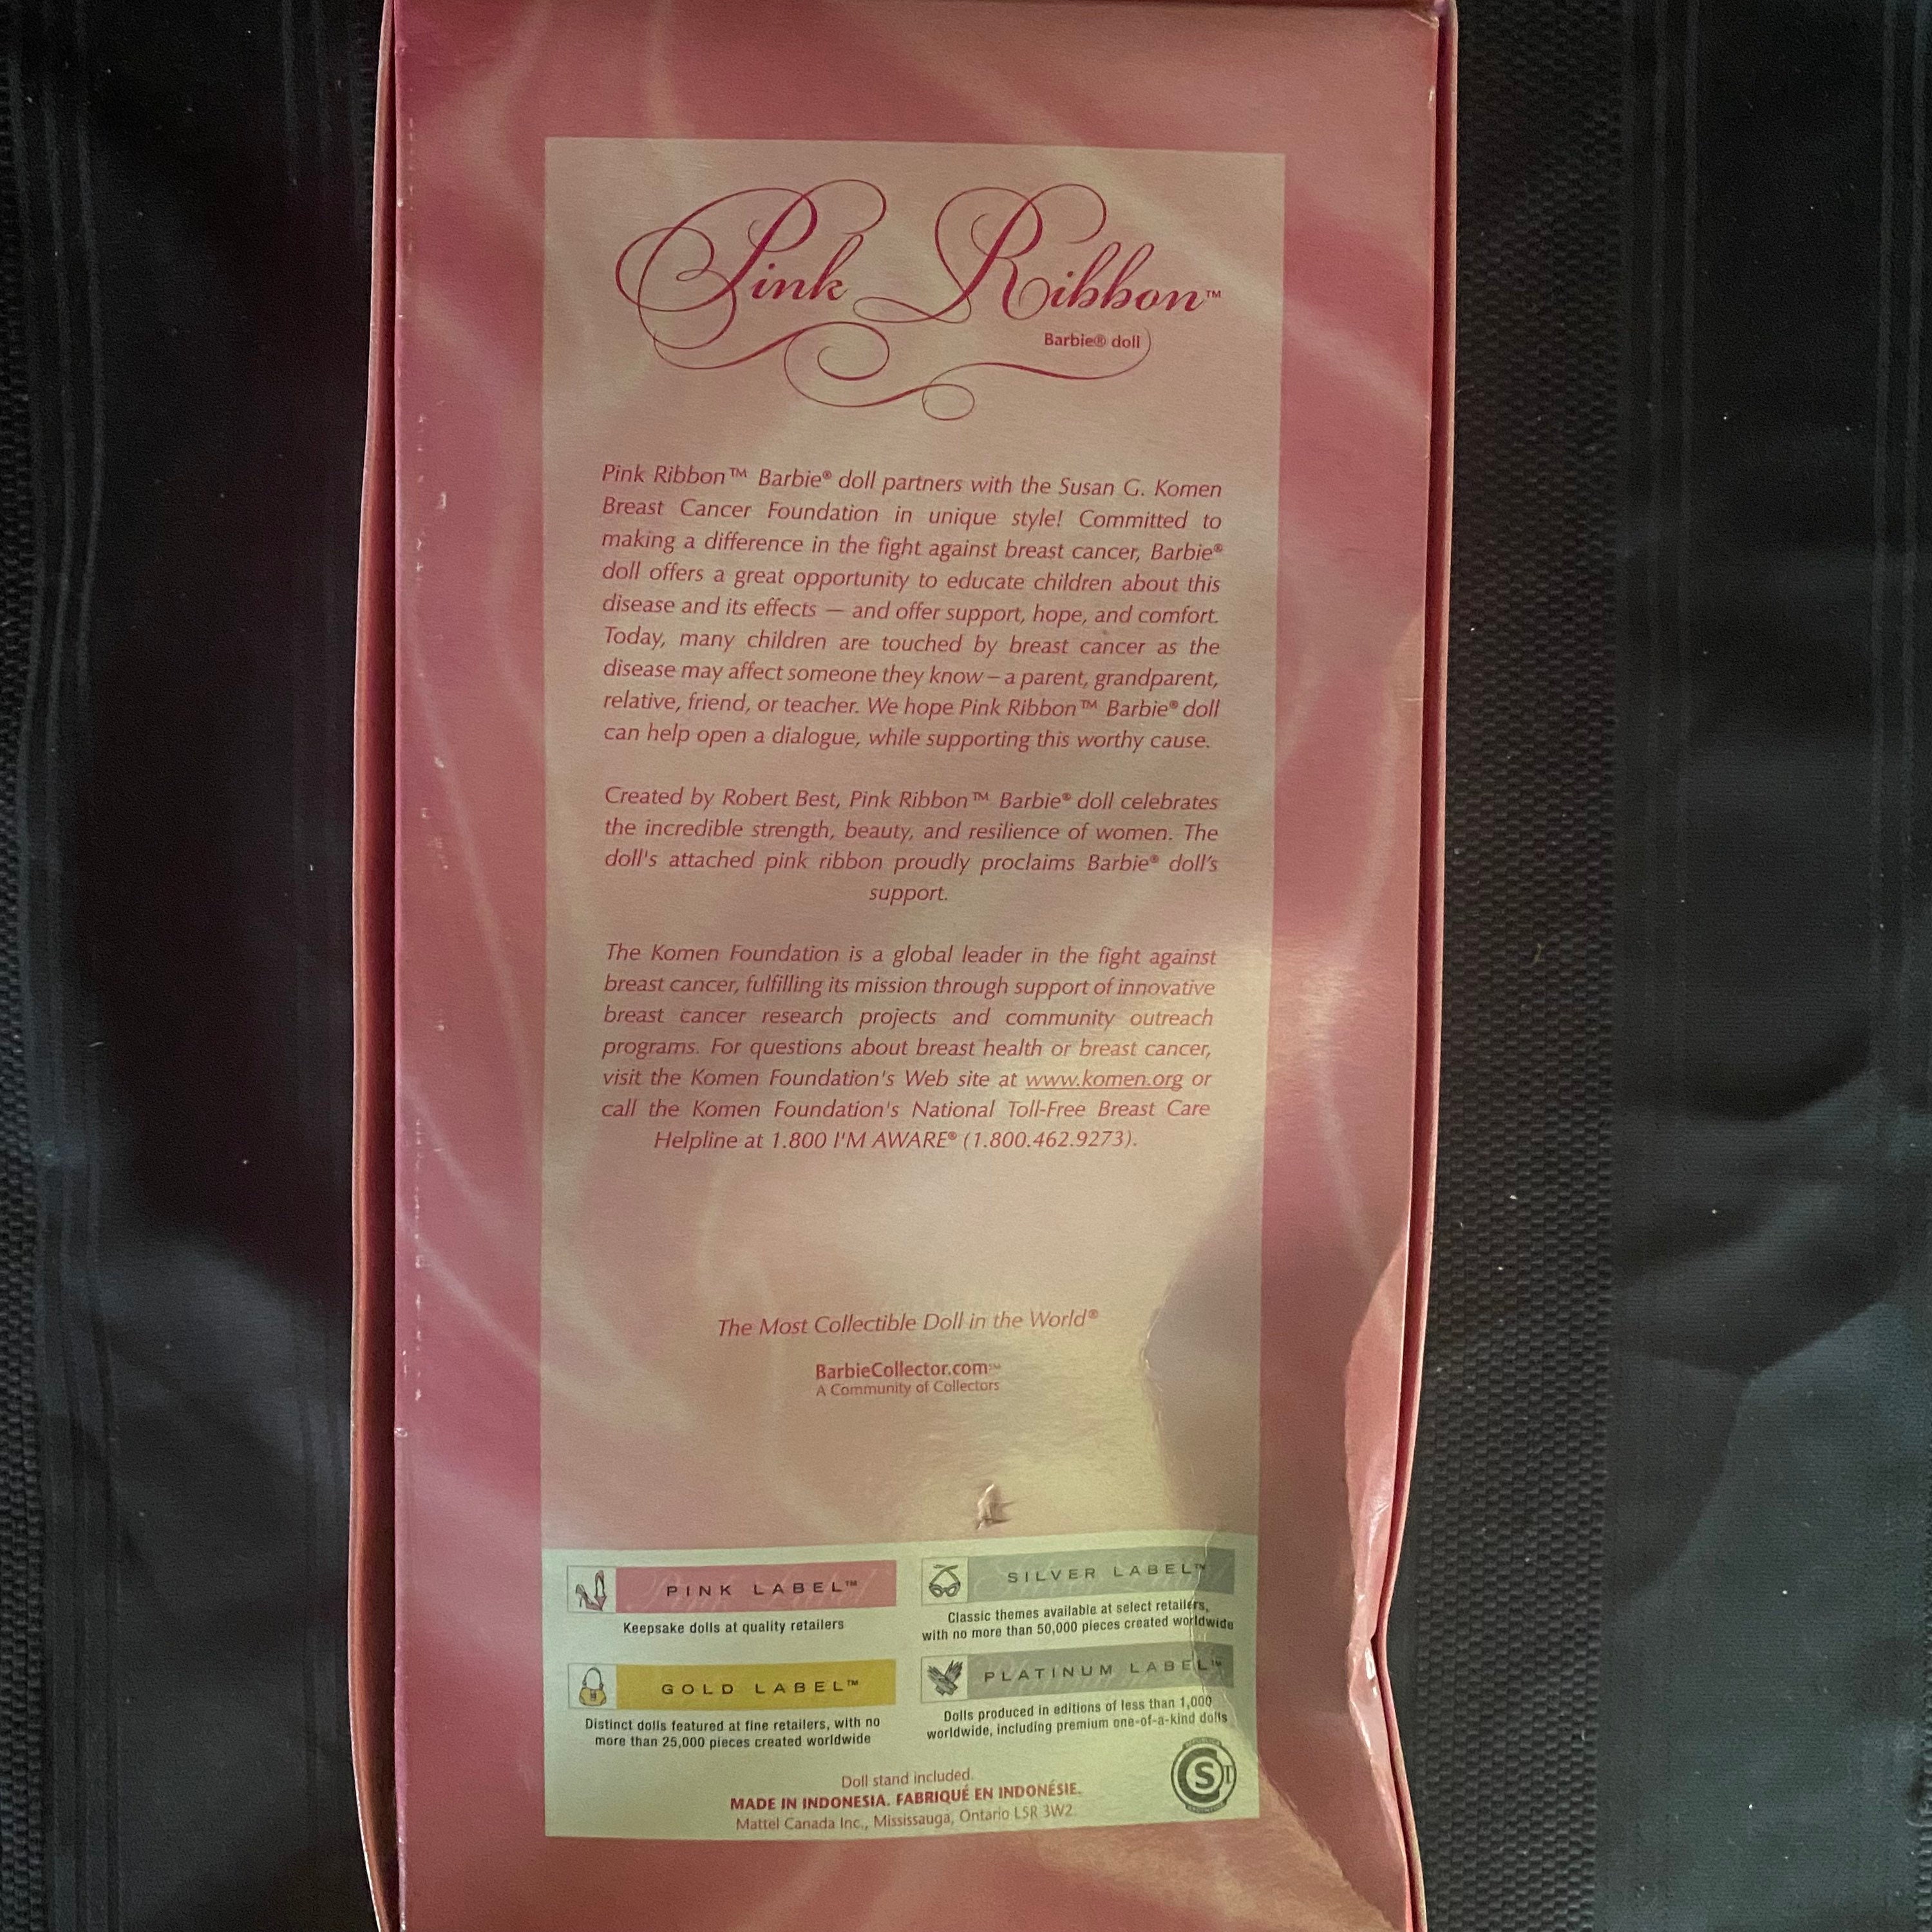 Pink Ribbon™
Barbie® doll
Pink Ribbon™ Barbie® doll partners with the Susan G. Komen
Breast Cancer Foundation in unique style! Committed to
making a difference in the fight against breast cancer, Barbie®
doll offers a great opportunity to educate children about this
disease and its effects — and offer support, hope, and comfort.
Today, many children are touched by breast cancer as the
disease may affect someone they know – a parent, grandparent,
relative, friend, or teacher. We hope Pink Ribbon™ Barbie® doll
can help open a dialogue, while supporting this worthy cause.
Created by Robert Best, Pink Ribbon™ Barbie® doll celebrates
the incredible strength, beauty, and resilience of women. The
doll's attached pink ribbon proudly proclaims Barbie® doll's
support.
The Komen Foundation is a global leader in the fight against
breast cancer, fulfilling its mission through support of innovative
breast cancer research projects and community outreach
programs. For questions about breast health or breast cancer,
visit the Komen Foundation's Web site at www.komen.org or
call the Komen Foundation's National Toll-Free Breast Care
Helpline at 1.800 I'M AWARE® (1.800.462.9273).
The Most Collectible Doll in the World®
BarbieCollector.com℠
A Community of Collectors
PINK LABEL™
Keepsake dolls at quality retailers
SILVER LABEL™
Classic themes available at select retailers,
with no more than 50,000 pieces created worldwide
GOLD LABEL™
Distinct dolls featured at fine retailers, with no
more than 25,000 pieces created worldwide
PLATINUM LABEL™
Dolls produced in editions of less than 1,000
worldwide, including premium one-of-a-kind dolls
Doll stand included.
MADE IN INDONESIA. FABRIQUÉ EN INDONÉSIE.
Mattel Canada Inc., Mississauga, Ontario L5R 3W2.